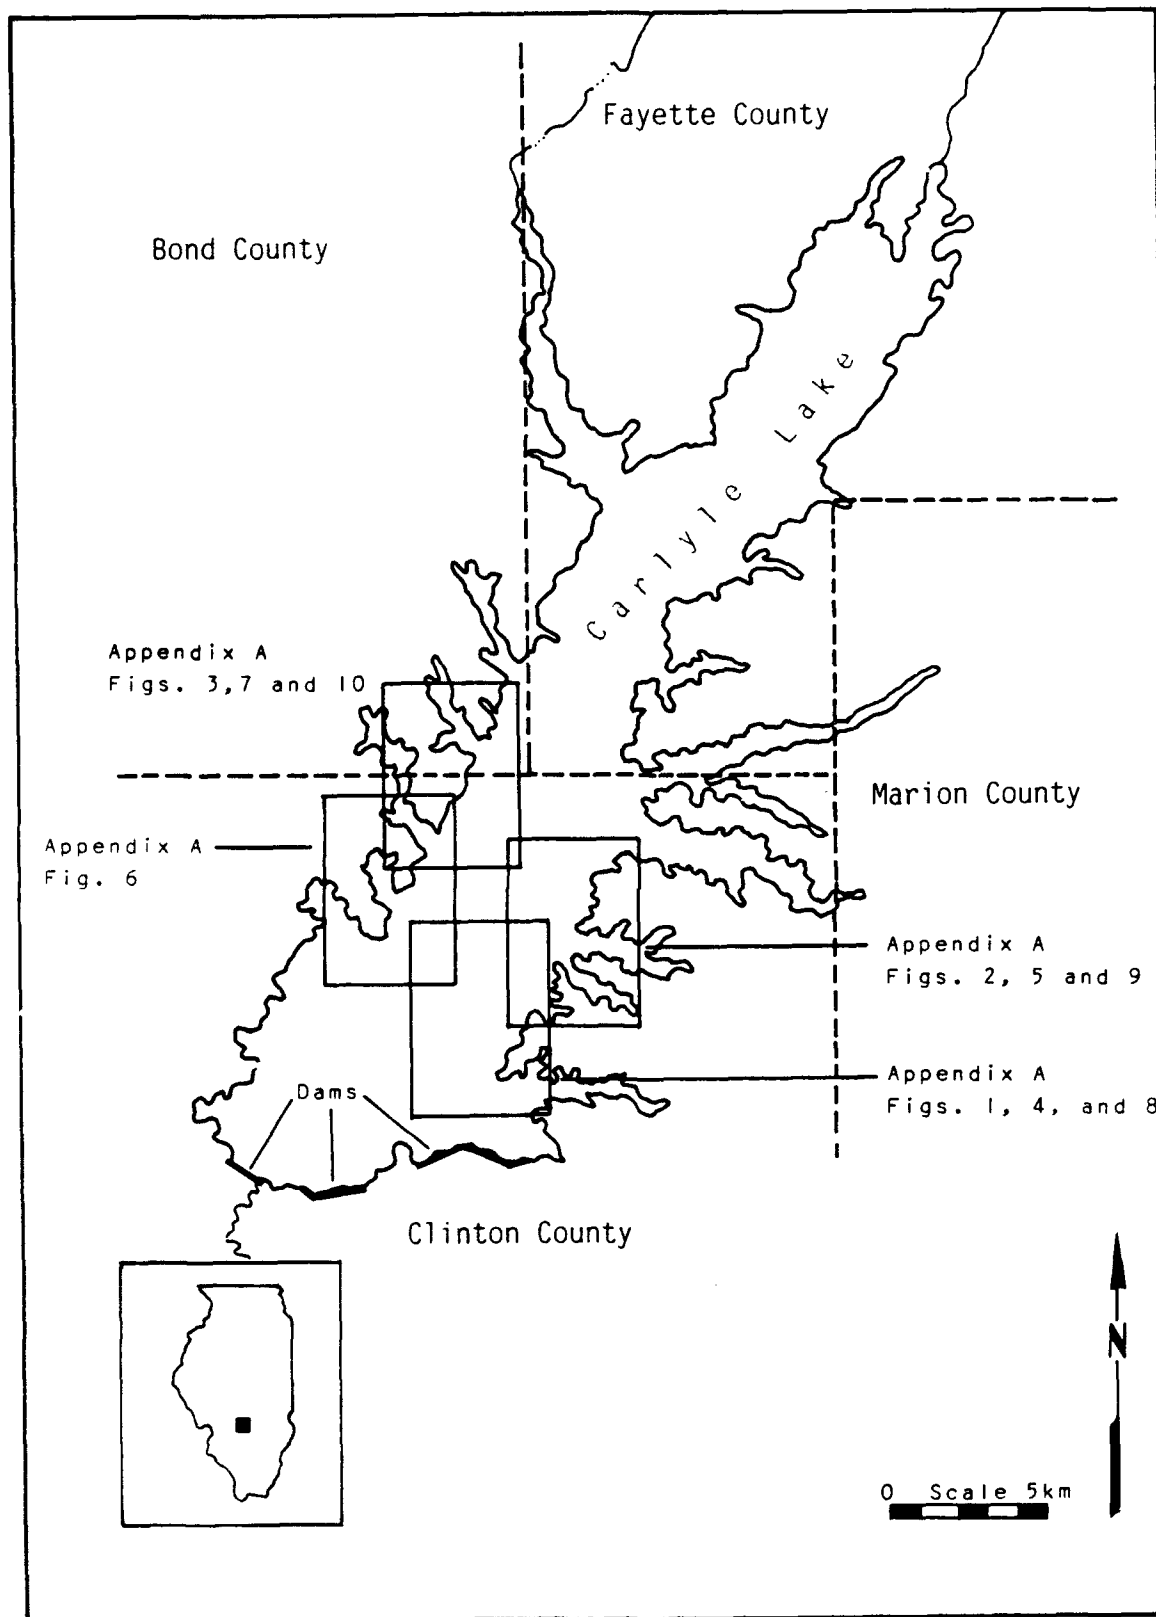 Fayette County
Bond County
Carlyle Lake
Appendix A
Figs. 3,7 and 10
Marion County
Appendix A
Fig. 6
Appendix A
Figs. 2, 5 and 9
Appendix A
Figs. 1, 4, and 8
Dams
Clinton County
N
0 Scale 5km